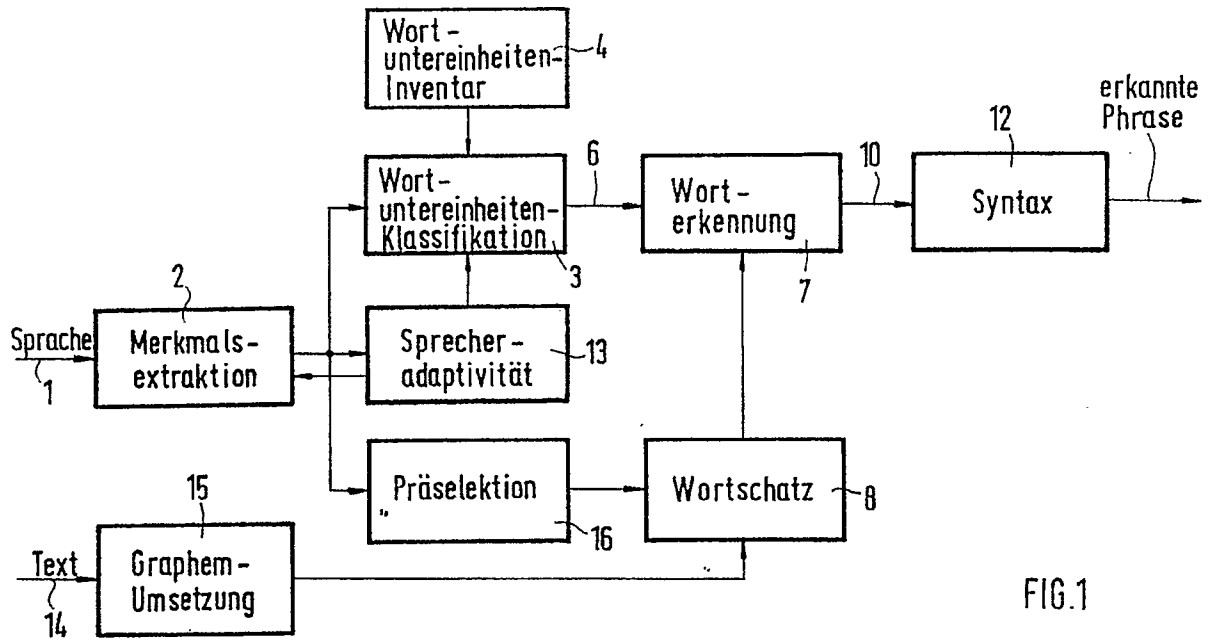 Wort-
untereinheiten-
Inventar
4
erkannte
Phrase
12
10
6
Wort-
untereinheiten-
Klassifikation
3
Wort-
erkennung
7
Syntax
2
Sprache
1
Merkmals-
extraktion
Sprecher-
adaptivität
13
15
Präselektion
16
Wortschatz
8
Text
14
Graphem-
Umsetzung
FIG.1